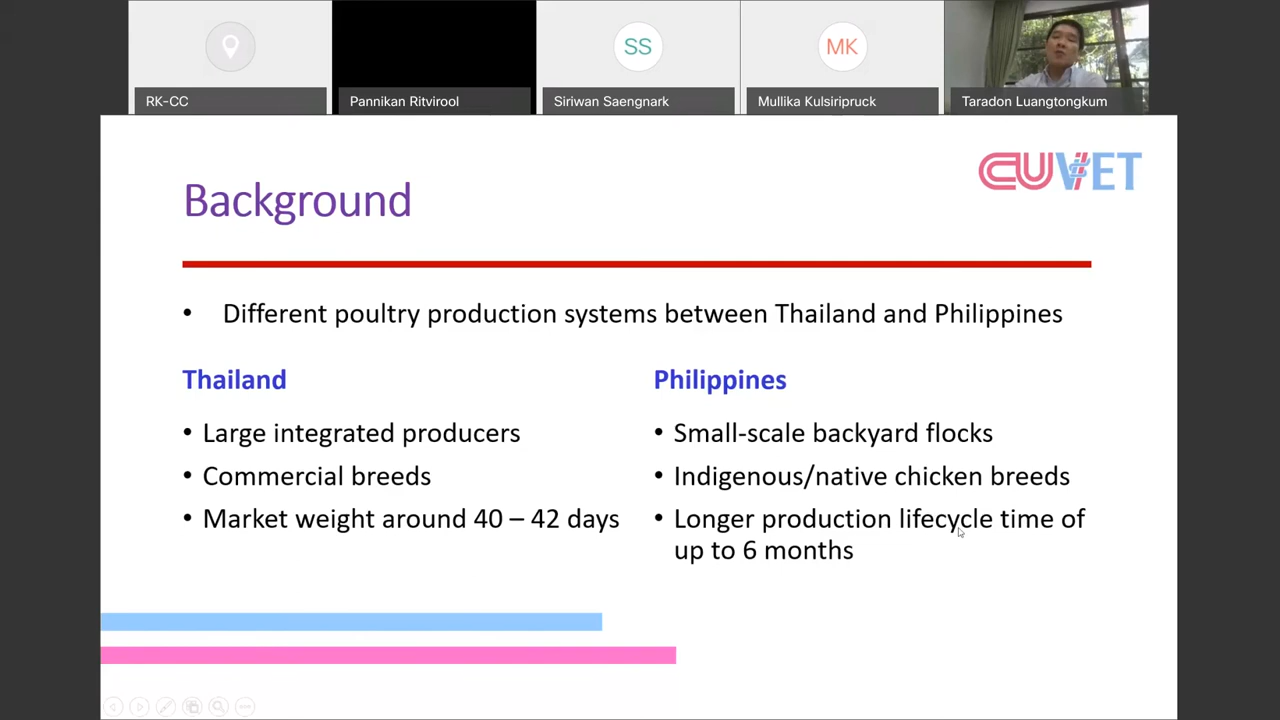 RK-CC
Pannikan Ritvirool
SS
Siriwan Saengnark
MK
Mullika Kulsiripruck
Taradon Luangtongkum
CUVET
Background
• Different poultry production systems between Thailand and Philippines
Thailand
• Large integrated producers
• Commercial breeds
• Market weight around 40 – 42 days
Philippines
• Small-scale backyard flocks
• Indigenous/native chicken breeds
• Longer production lifecycle time of
up to 6 months